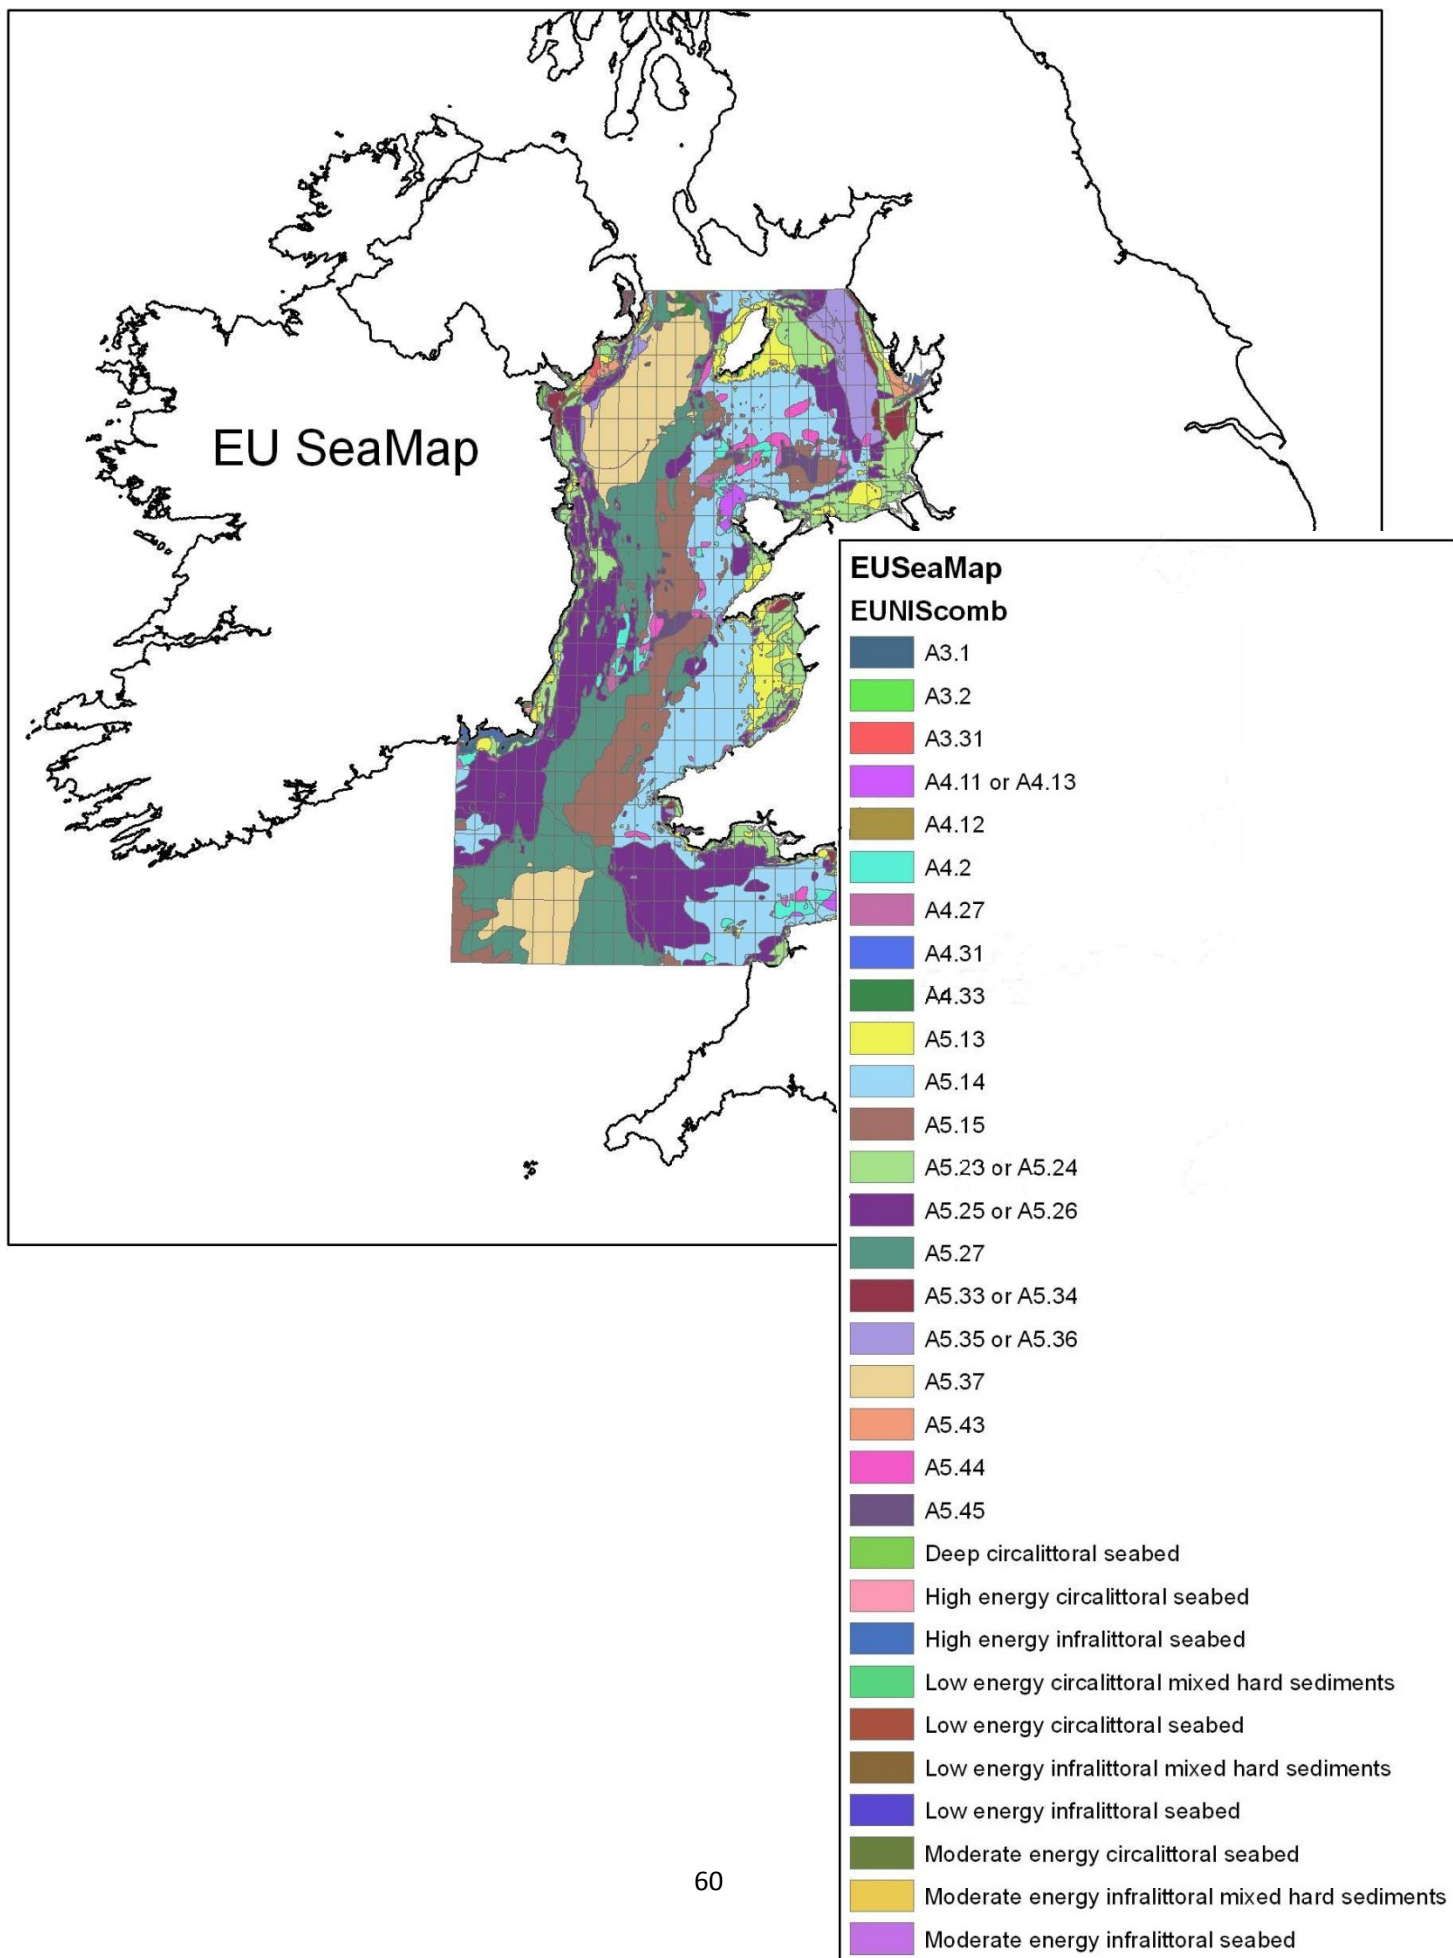 EU SeaMap
EUSeaMap
EUNIScomb
A3.1
A3.2
A3.31
A4.11 or A4.13
A4.12
A4.2
A4.27
A4.31
A4.33
A5.13
A5.14
A5.15
A5.23 or A5.24
A5.25 or A5.26
A5.27
A5.33 or A5.34
A5.35 or A5.36
A5.37
A5.43
A5.44
A5.45
Deep circalittoral seabed
High energy circalittoral seabed
High energy infralittoral seabed
Low energy circalittoral mixed hard sediments
Low energy circalittoral seabed
Low energy infralittoral mixed hard sediments
Low energy infralittoral seabed
Moderate energy circalittoral seabed
Moderate energy infralittoral mixed hard sediments
Moderate energy infralittoral seabed
60